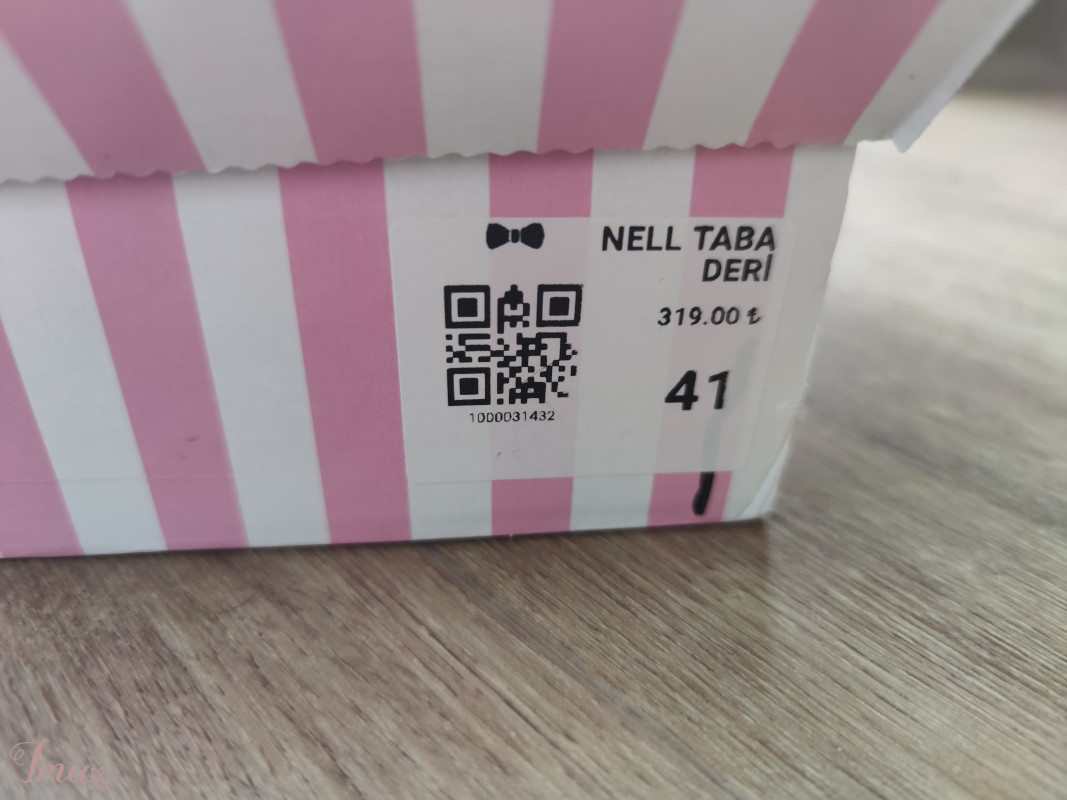 NELL TABA
DERİ
319.00 ₺
41
1000031432